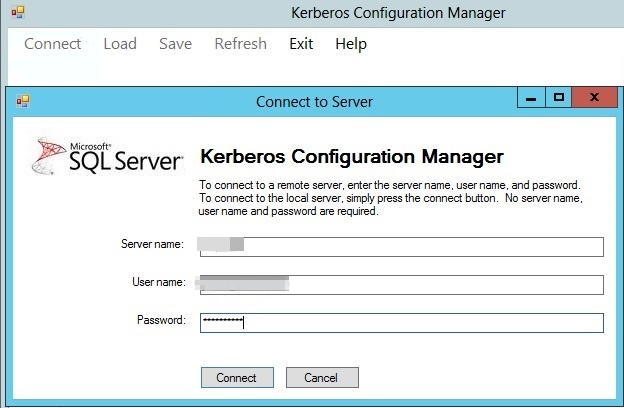 Kerberos Configuration Manager
Connect Load Save Refresh Exit Help
Connect to Server
Microsoft®
SQL Server®
Kerberos Configuration Manager
To connect to a remote server, enter the server name, user name, and password.
To connect to the local server, simply press the connect button. No server name,
user name and password are required.
Server name:
User name:
Password: **********
Connect Cancel